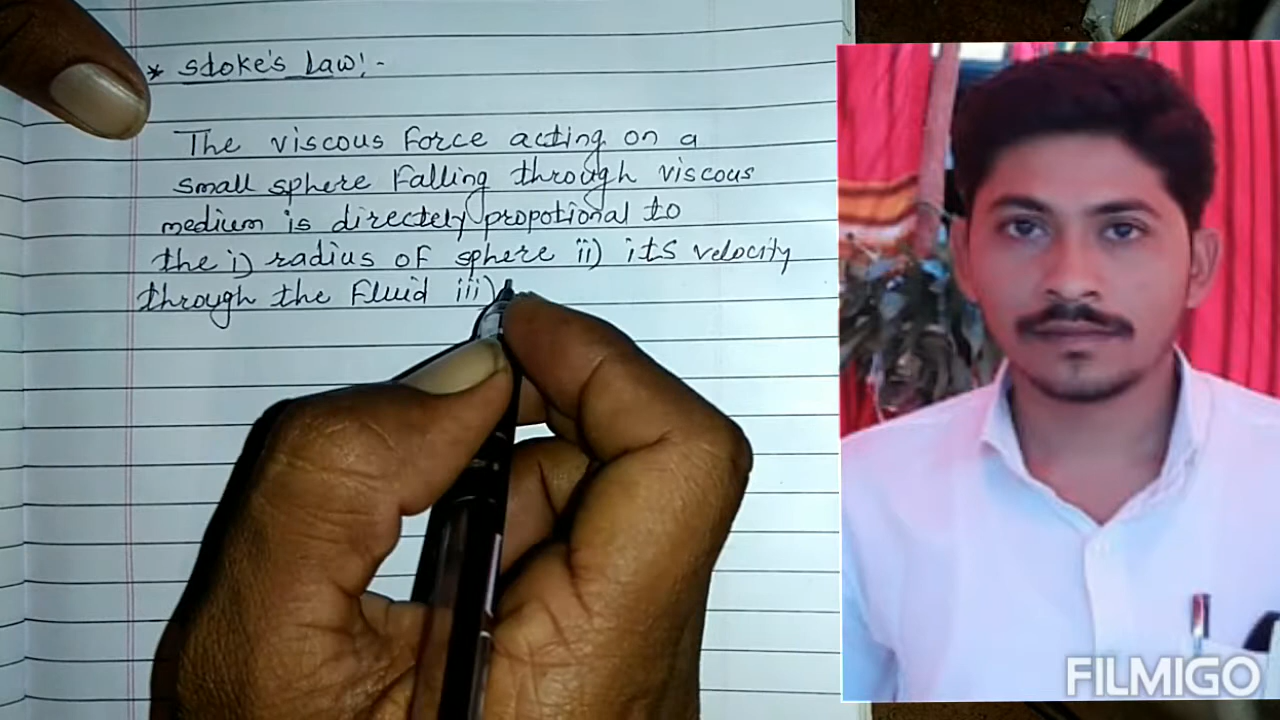 * Stoke's Law:-
The viscous Force acting on a
small sphere Falling through viscous
medium is directely propotional to
the i) radius of sphere ii) its velocity
through the Fluid iii)
FILMIGO